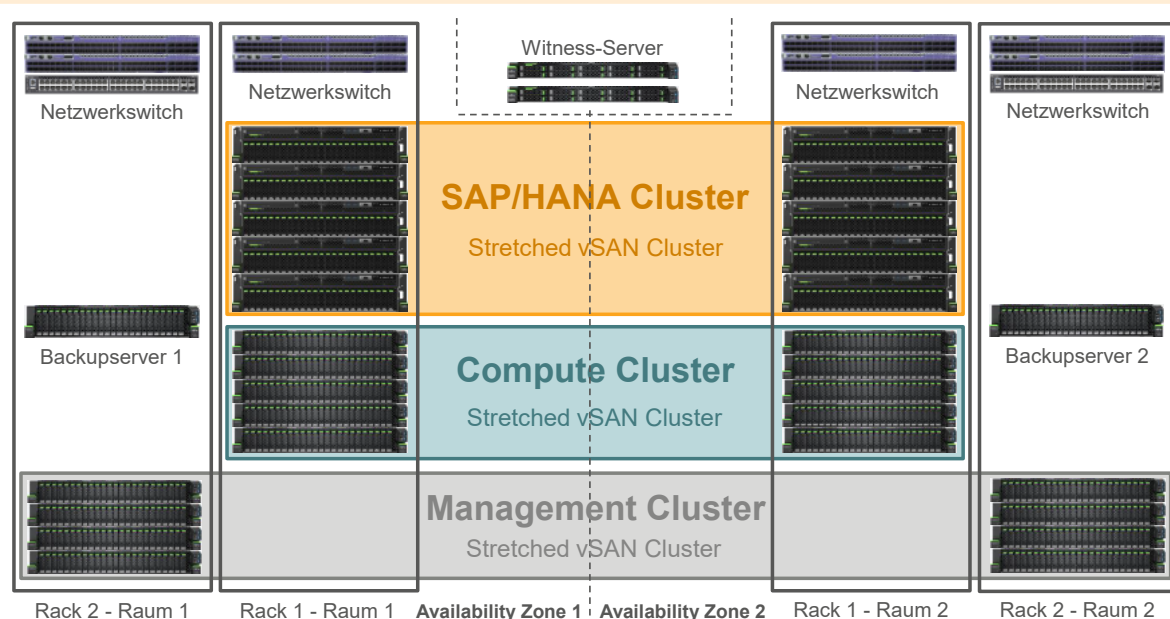 Netzwerkswitch
Netzwerkswitch
Witness-Server
Netzwerkswitch
Netzwerkswitch
SAP/HANA Cluster
Stretched vSAN Cluster
Backupserver 1
Backupserver 2
Compute Cluster
Stretched vSAN Cluster
Management Cluster
Stretched vSAN Cluster
Rack 2 - Raum 1
Rack 1 - Raum 1
Availability Zone 1
Availability Zone 2
Rack 1 - Raum 2
Rack 2 - Raum 2